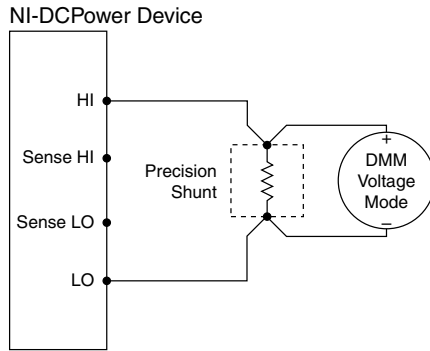 NI-DCPower Device
HI
Sense HI
Sense LO
LO
Precision
Shunt
+
DMM
Voltage
Mode
–